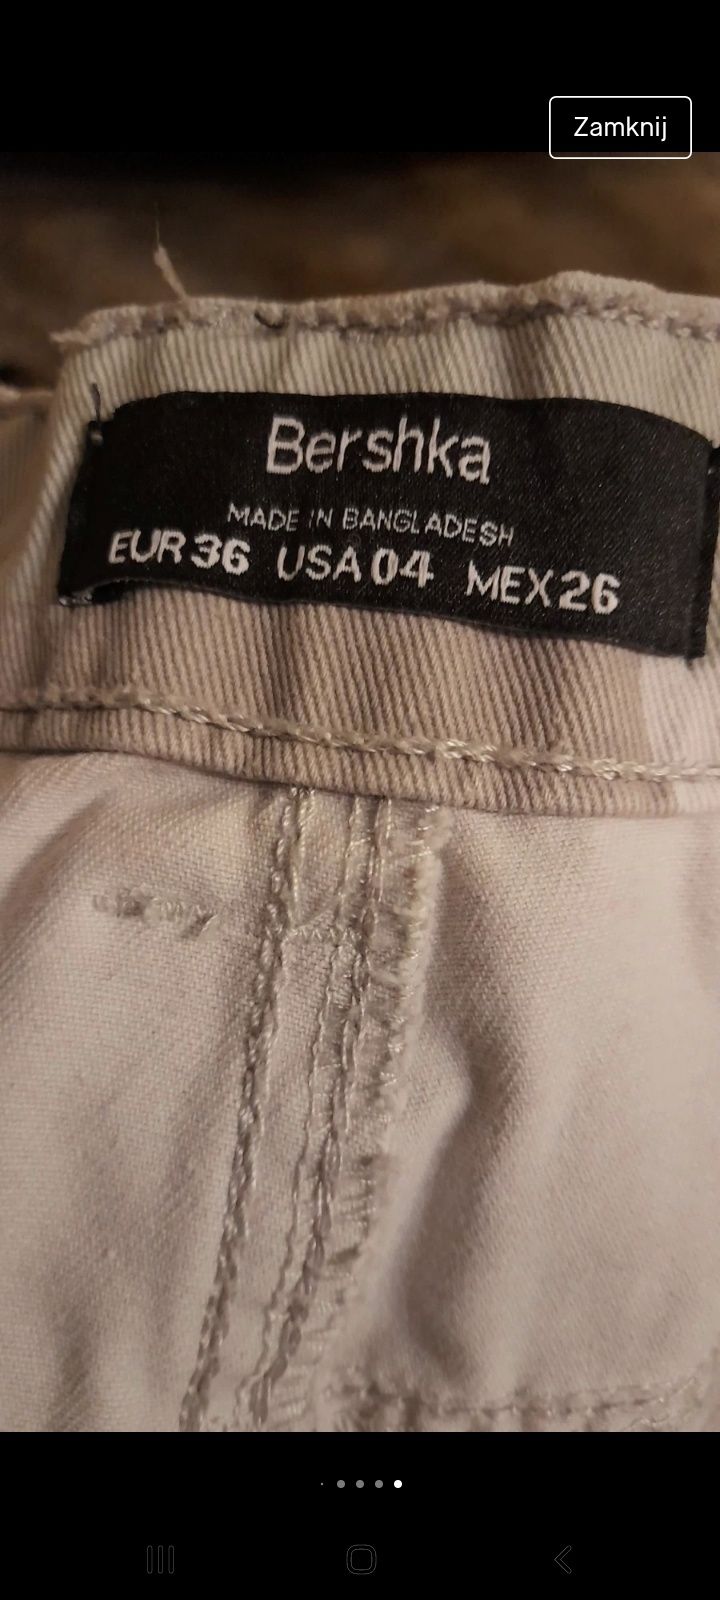 Zamknij
Bershka
MADE IN BANGLADESH
EUR 36 USA 04 MEX 26